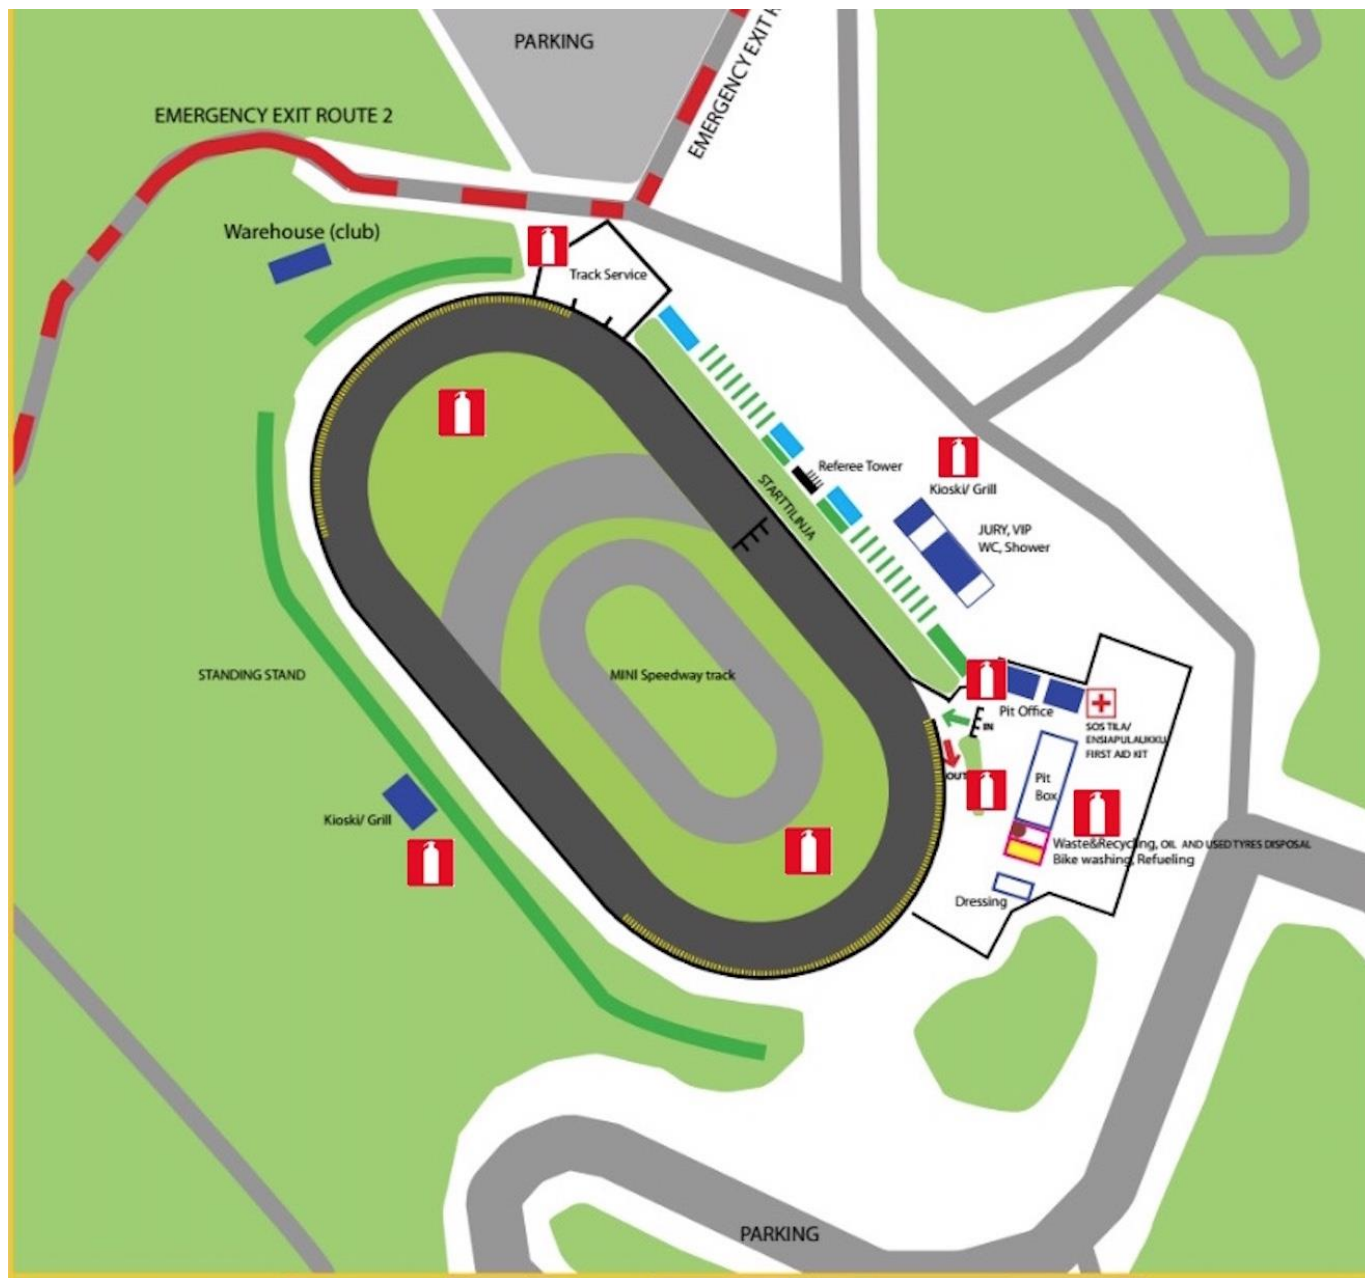 PARKING
EMERGENCY EXIT R
EMERGENCY EXIT ROUTE 2
Warehouse (club)
Track Service
Referee Tower
Kioski/ Grill
STARTTILINJA
JURY, VIP
WC, Shower
STANDING STAND
MINI Speedway track
Pit Office
IN
SOS TILA/
ENSIAPULAUKKU
FIRST AID KIT
OUT
Pit
Box
Kioski/ Grill
Waste&Recycling, OIL AND USED TYRES DISPOSAL
Bike washing, Refueling
Dressing
PARKING